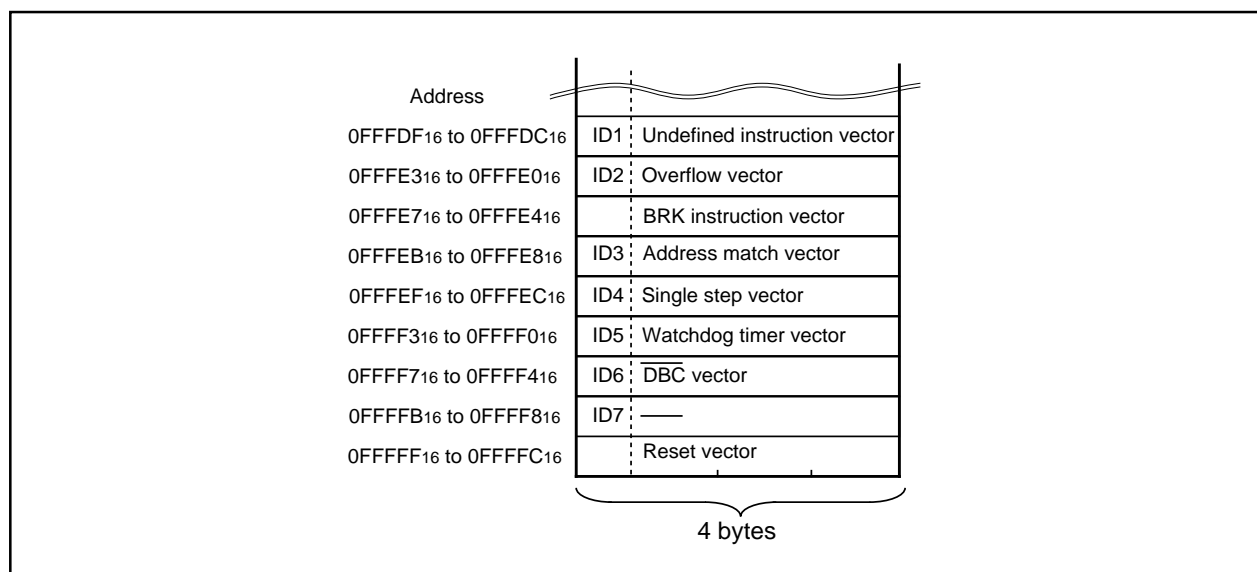 Address
0FFFDF16 to 0FFFDC16 ID1 Undefined instruction vector
0FFFE316 to 0FFFE016 ID2 Overflow vector
0FFFE716 to 0FFFE416 BRK instruction vector
0FFFEB16 to 0FFFE816 ID3 Address match vector
0FFFEF16 to 0FFFEC16 ID4 Single step vector
0FFFF316 to 0FFFF016 ID5 Watchdog timer vector
0FFFF716 to 0FFFF416 ID6 D̅B̅C̅ vector
0FFFFB16 to 0FFFF816 ID7 ——
0FFFFF16 to 0FFFFC16 Reset vector
4 bytes